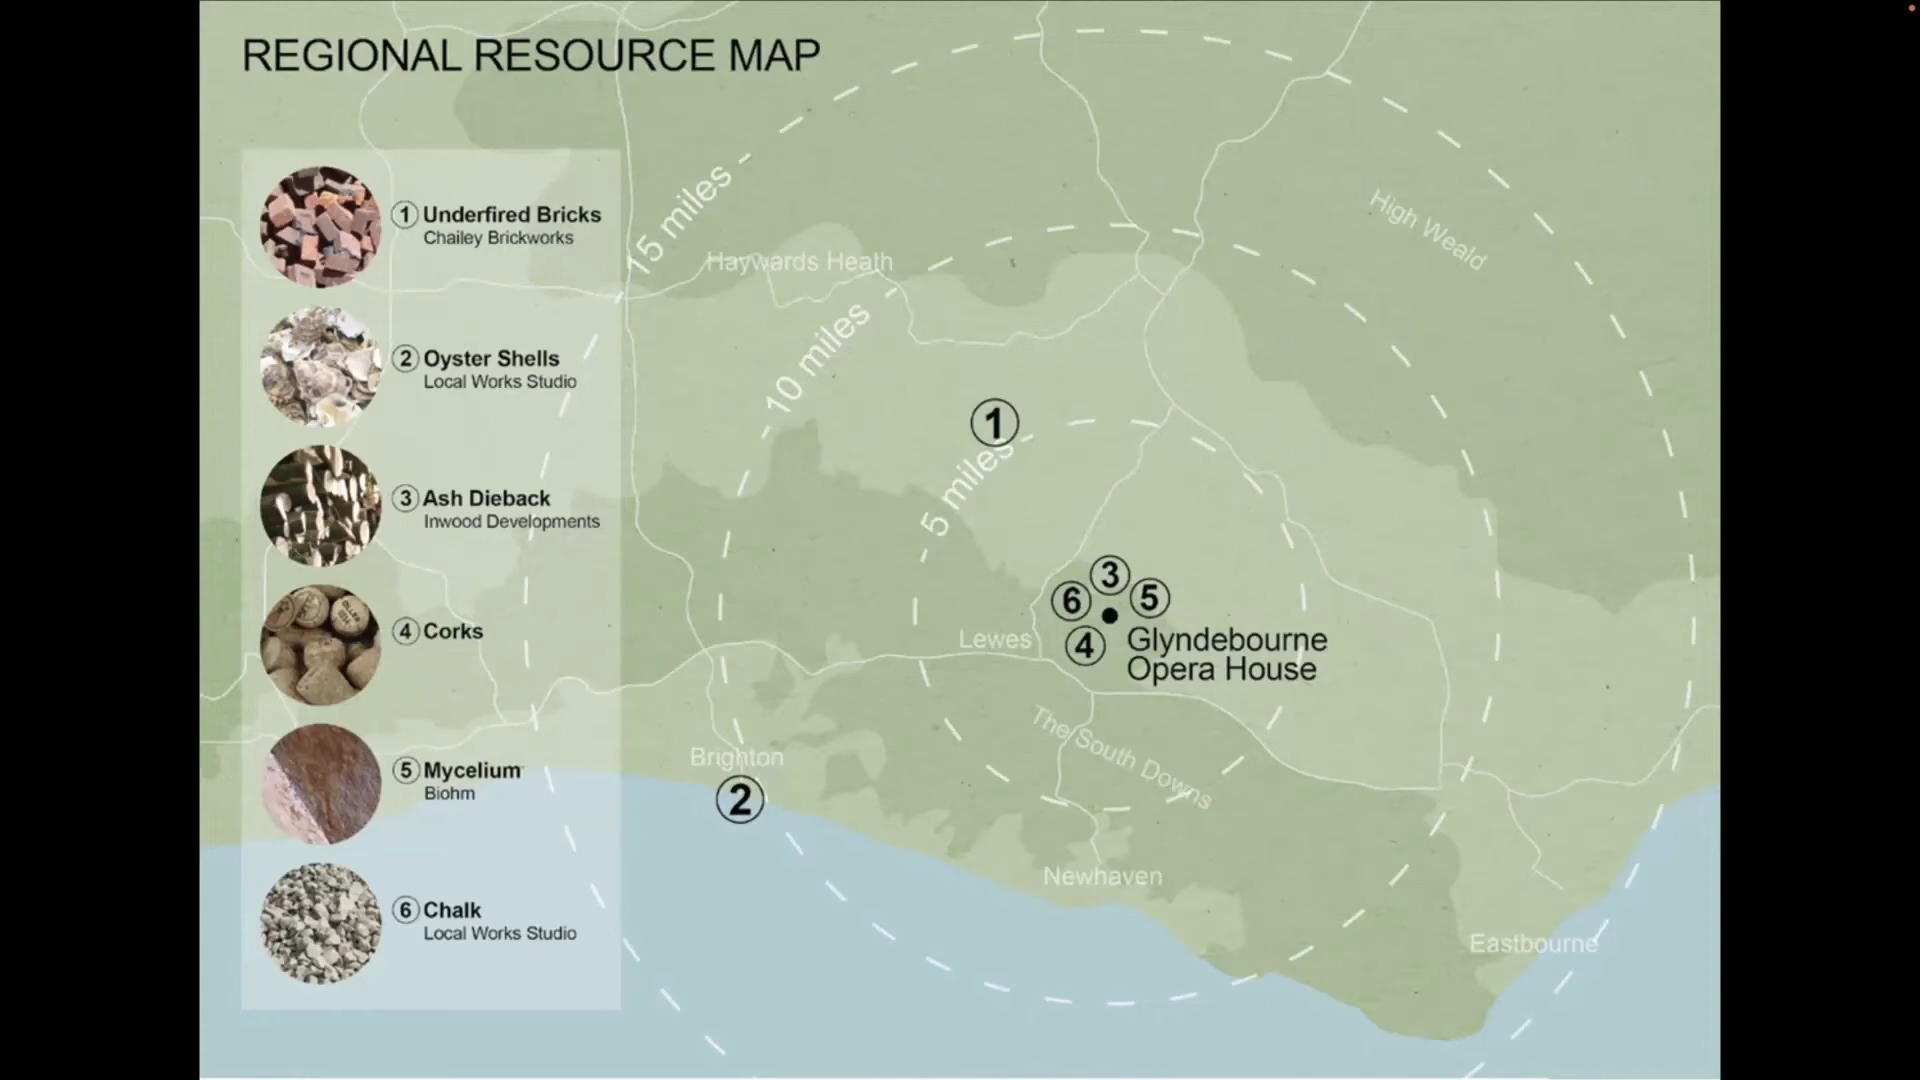 REGIONAL RESOURCE MAP
1 Underfired Bricks
Chailey Brickworks
2 Oyster Shells
Local Works Studio
3 Ash Dieback
Inwood Developments
4 Corks
5 Mycelium
Biohm
6 Chalk
Local Works Studio
15 miles
High Weald
Haywards Heath
10 miles
1
5 miles
3
6
5
4
Lewes
Glyndebourne
Opera House
The South Downs
Brighton
2
Newhaven
Eastbourne